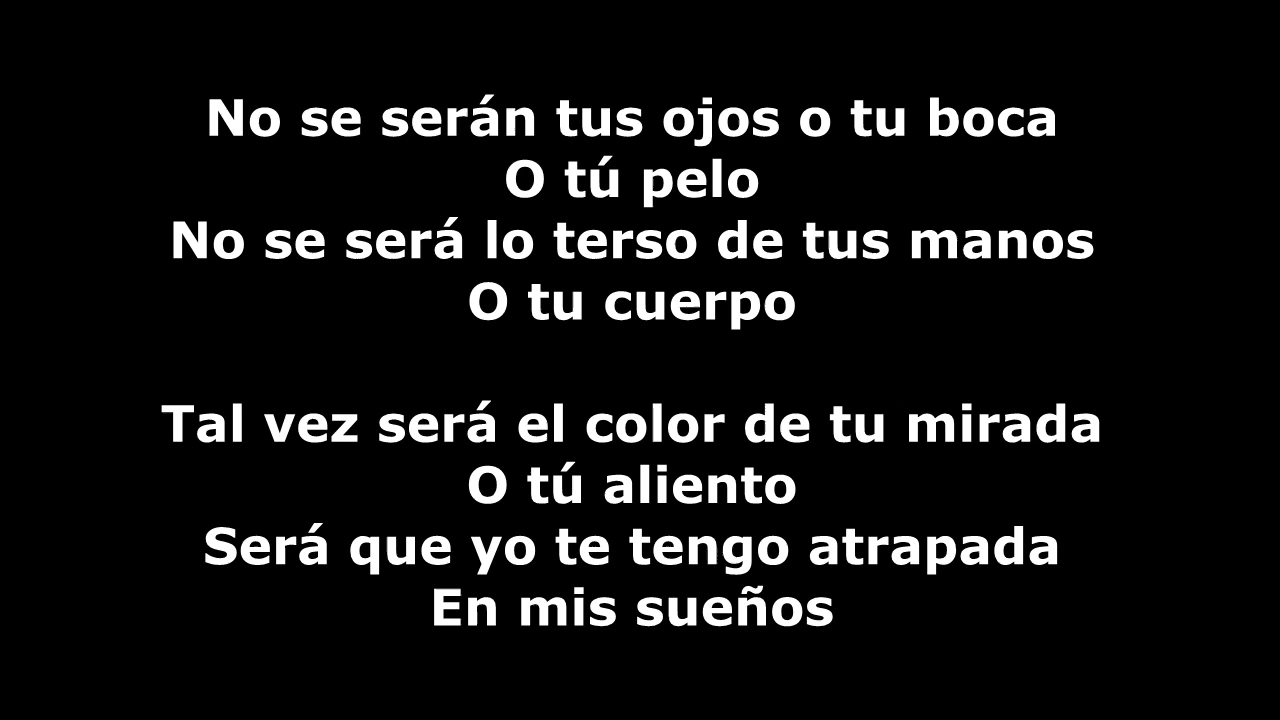 No se serán tus ojos o tu boca
O tú pelo
No se será lo terso de tus manos
O tu cuerpo
Tal vez será el color de tu mirada
O tú aliento
Será que yo te tengo atrapada
En mis sueños